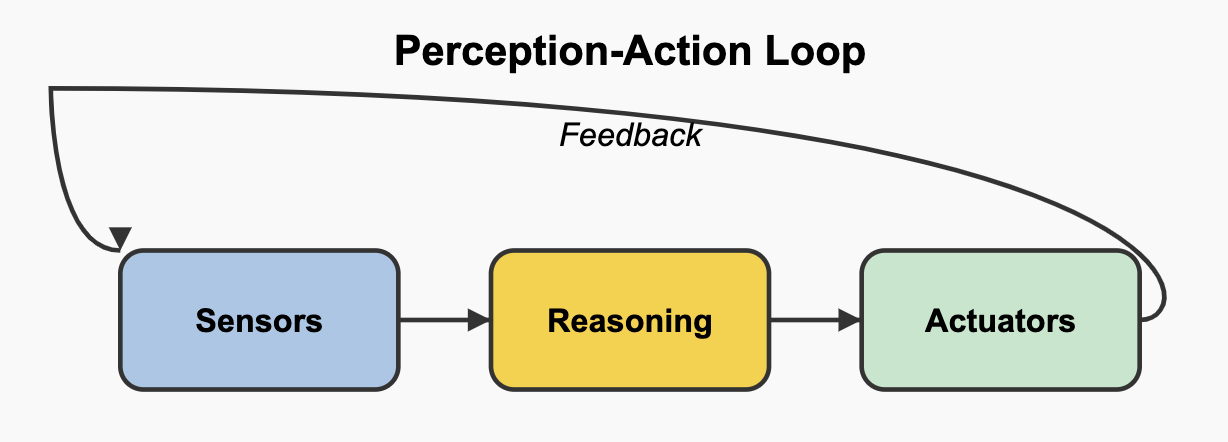 Perception-Action Loop
Feedback
Sensors
Reasoning
Actuators